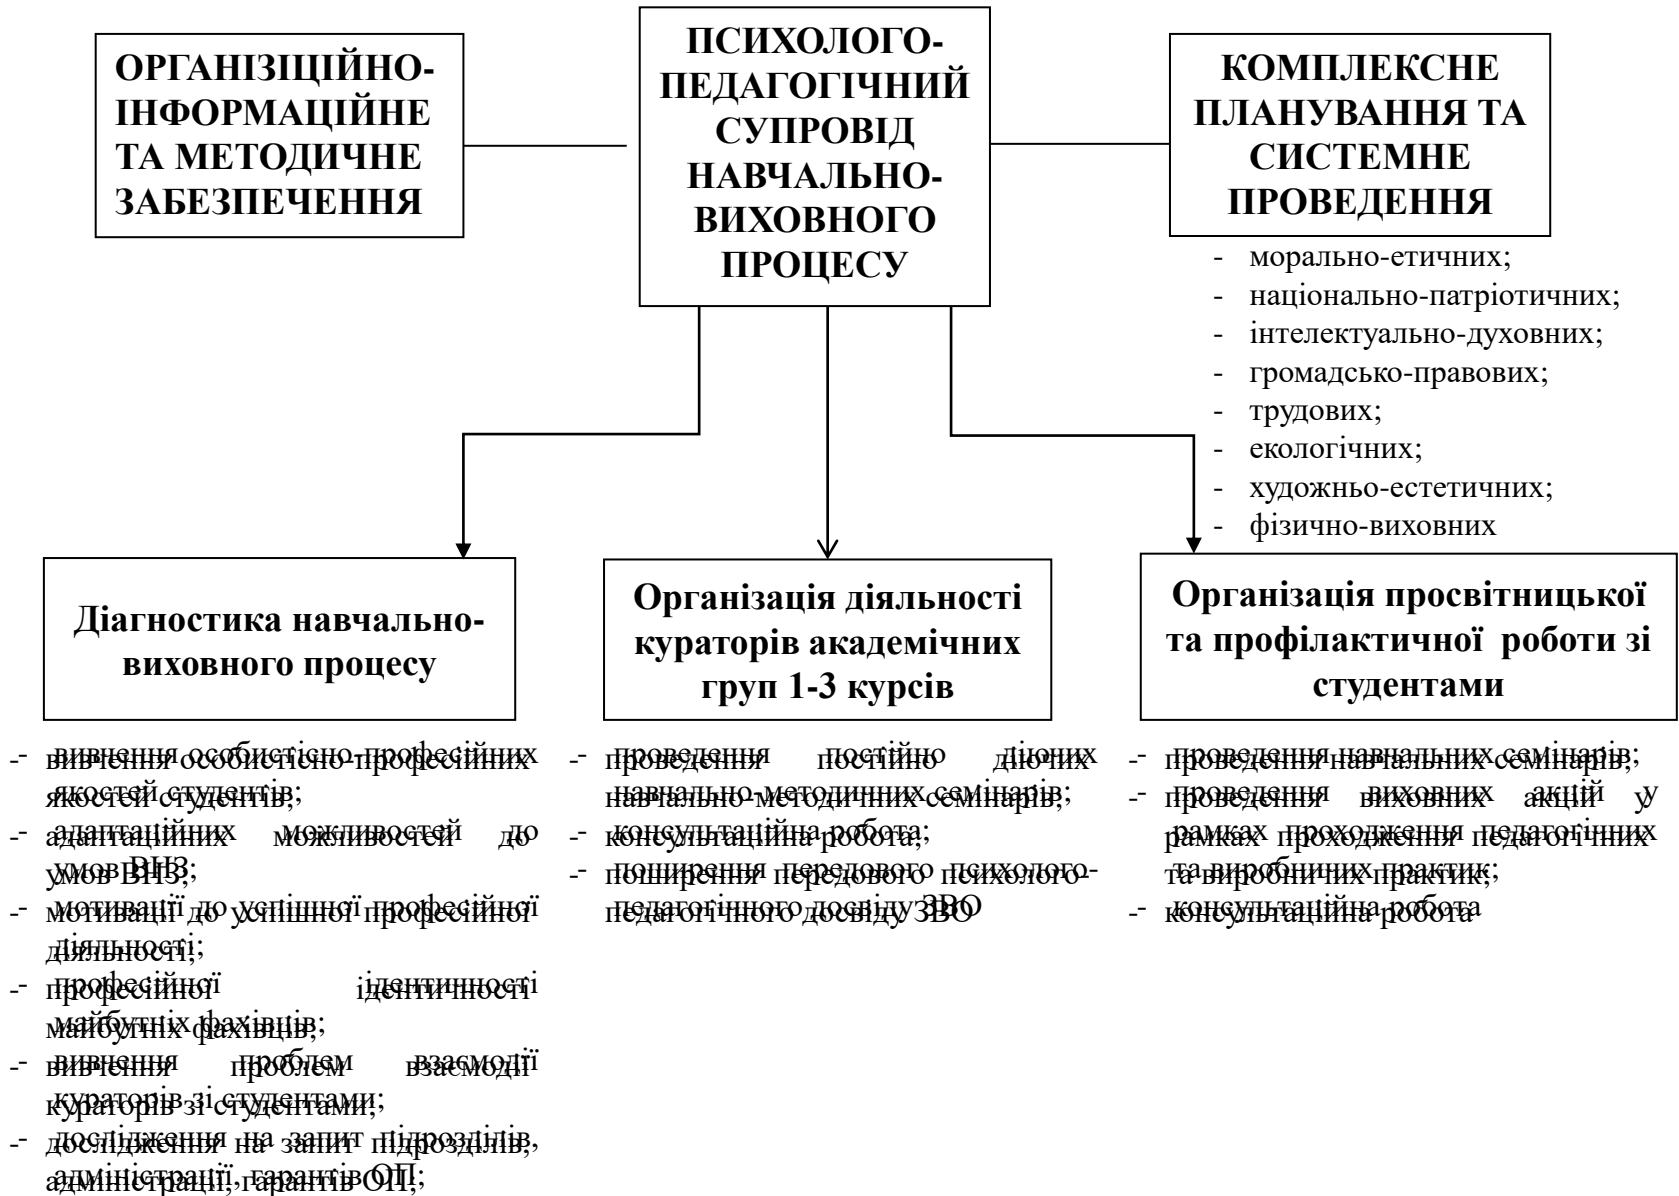 ОРГАНІЗІЦІЙНО-
ІНФОРМАЦІЙНЕ
ТА МЕТОДИЧНЕ
ЗАБЕЗПЕЧЕННЯ
ПСИХОЛОГО-
ПЕДАГОГІЧНИЙ
СУПРОВІД
НАВЧАЛЬНО-
ВИХОВНОГО
ПРОЦЕСУ
КОМПЛЕКСНЕ
ПЛАНУВАННЯ ТА
СИСТЕМНЕ
ПРОВЕДЕННЯ
- морально-етичних;
- національно-патріотичних;
- інтелектуально-духовних;
- громадсько-правових;
- трудових;
- екологічних;
- художньо-естетичних;
- фізично-виховних
Діагностика навчально-
виховного процесу
- вивчення особистісно-професійних
якостей студентів;
- адаптаційних можливостей до
умов ВНЗ;
- мотивації до успішної професійної
діяльності;
- професійної ідентичності
майбутніх фахівців;
- вивчення проблем взаємодії
кураторів зі студентами;
- дослідження на запит підрозділів,
адміністрації, гарантів ОП;
Організація діяльності
кураторів академічних
груп 1-3 курсів
- проведення постійно діючих
навчально-методичних семінарів;
- консультаційна робота;
- поширення передового психолого-
педагогічного досвіду ЗВО
Організація просвітницької
та профілактичної роботи зі
студентами
- проведення навчальних семінарів;
- проведення виховних акцій у
рамках проходження педагогічних
та виробничих практик;
- консультаційна робота